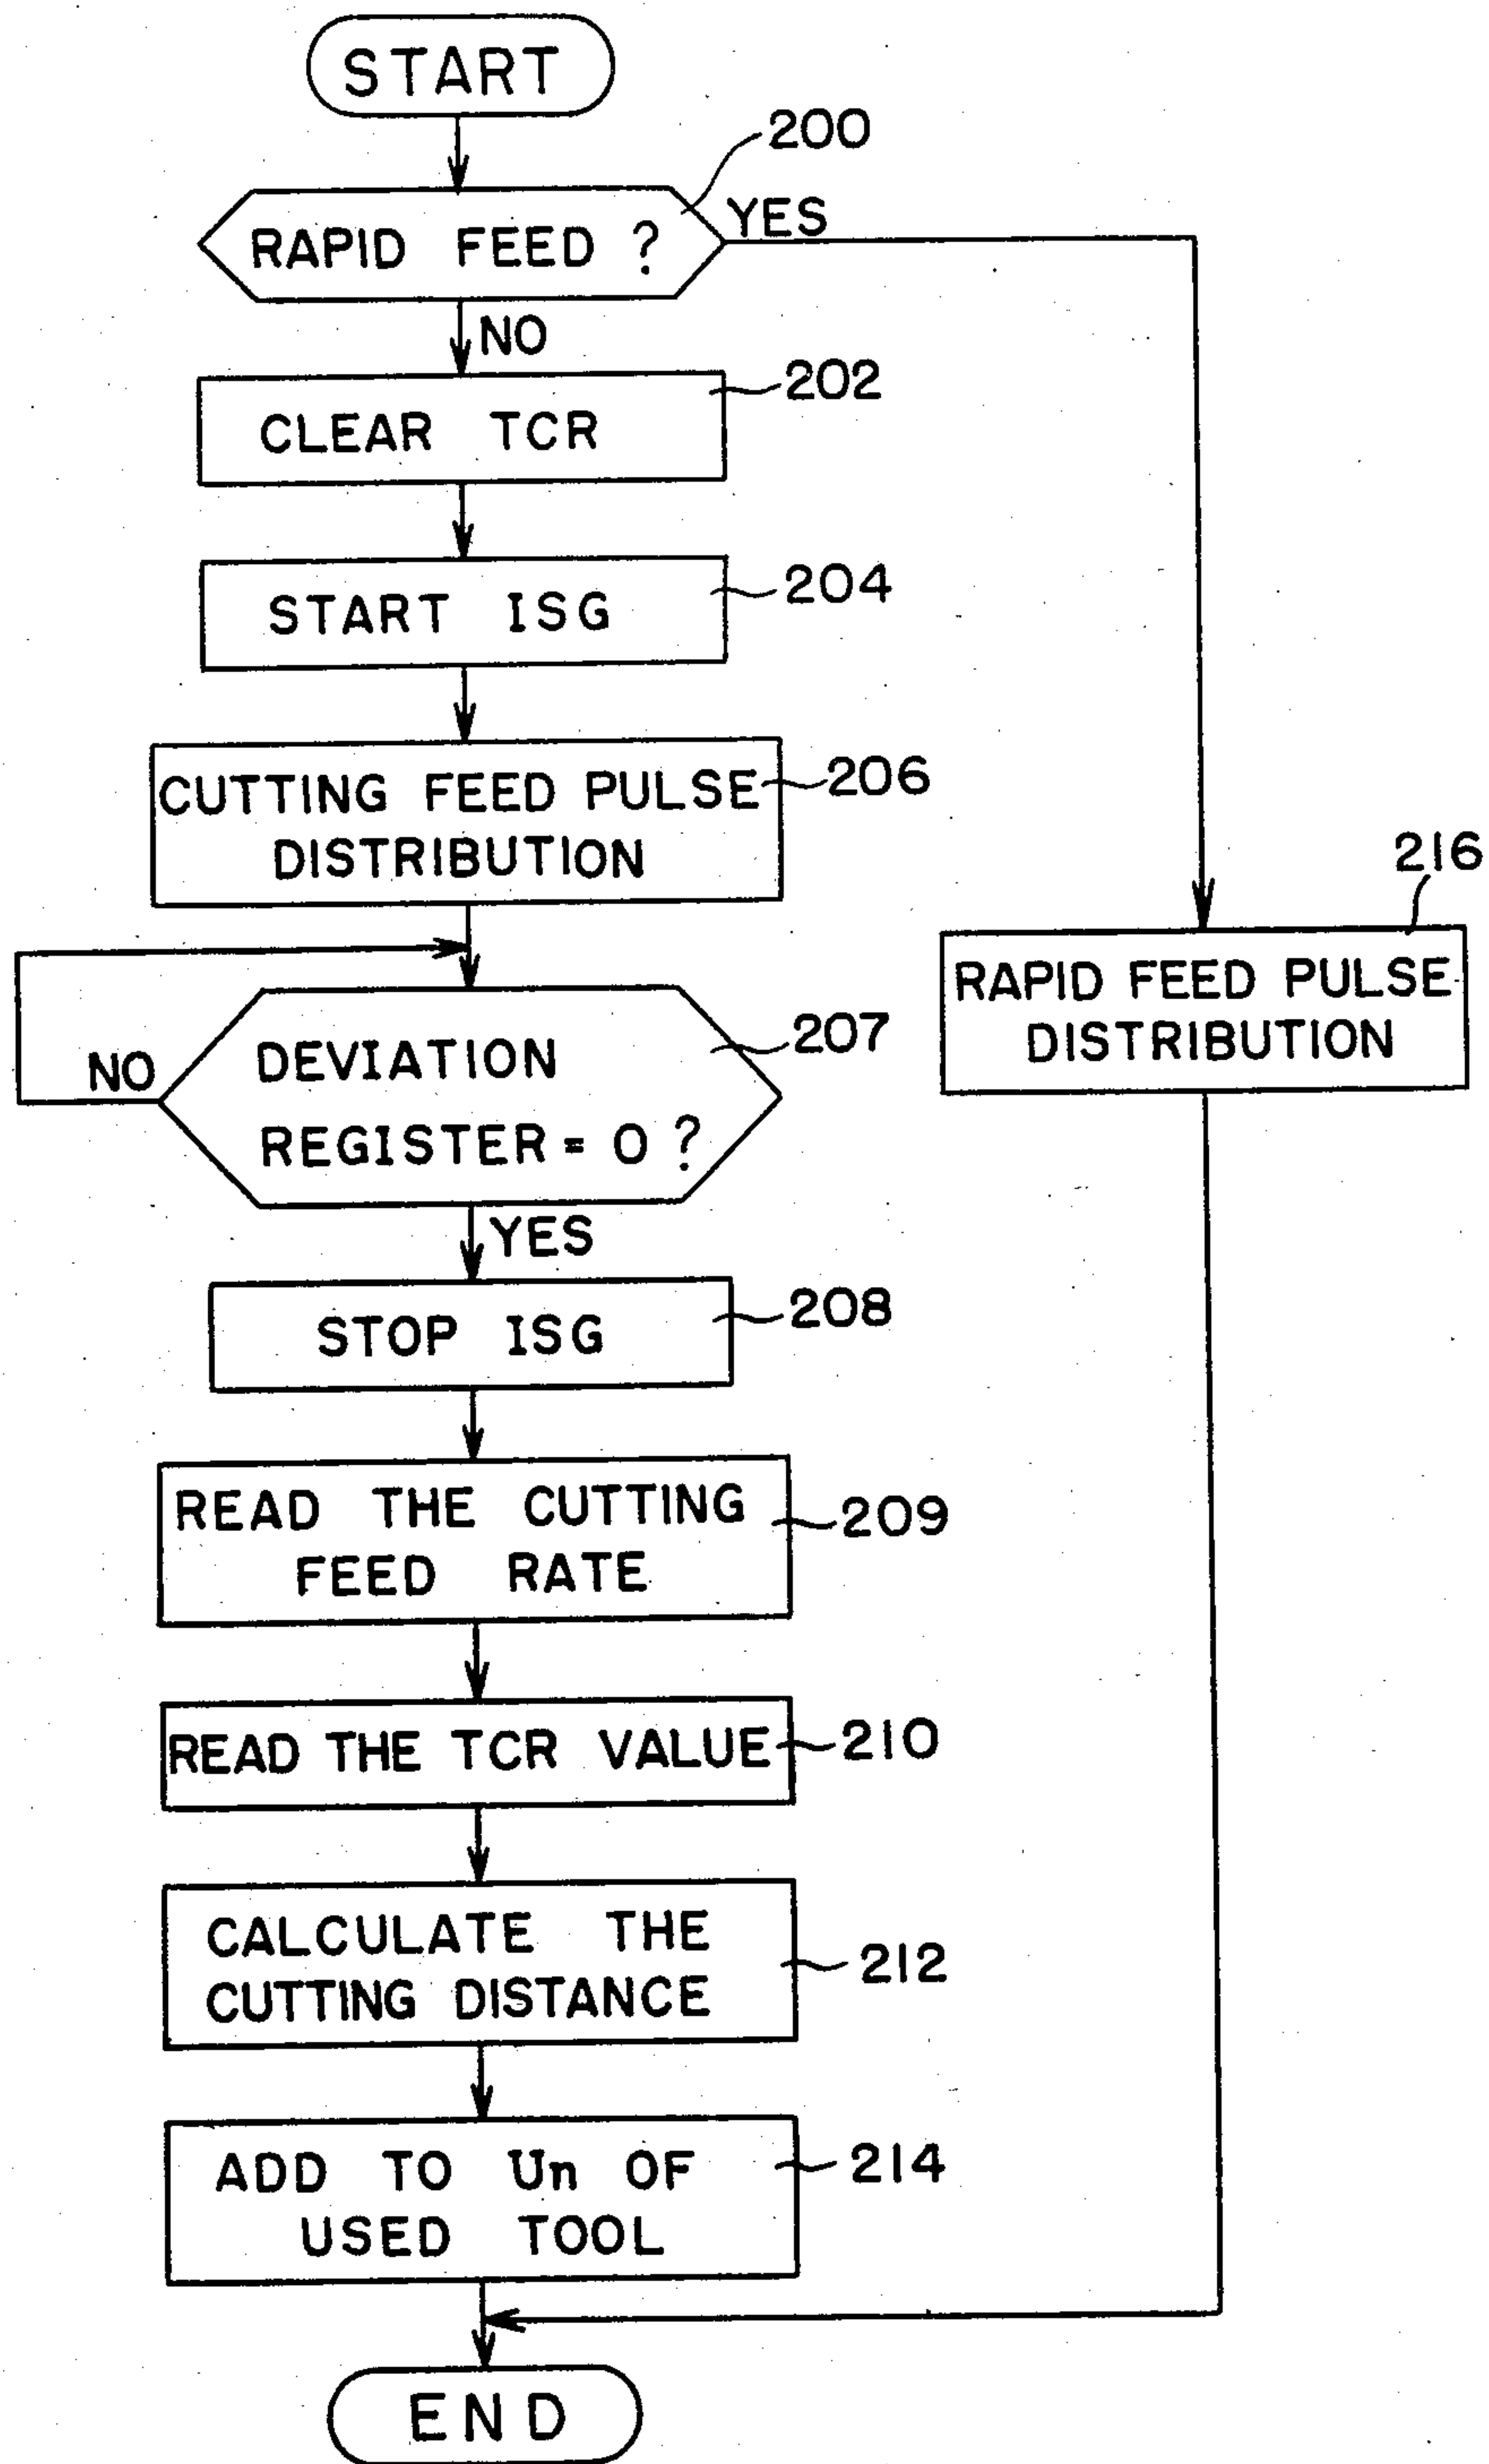 START
200
RAPID FEED ?
YES
NO
202
CLEAR TCR
204
START ISG
CUTTING FEED PULSE
206
DISTRIBUTION
216
RAPID FEED PULSE
DISTRIBUTION
207
DEVIATION
NO
REGISTER = 0 ?
YES
208
STOP ISG
READ THE CUTTING
209
FEED RATE
READ THE TCR VALUE
210
CALCULATE THE
212
CUTTING DISTANCE
ADD TO Un OF
214
USED TOOL
END